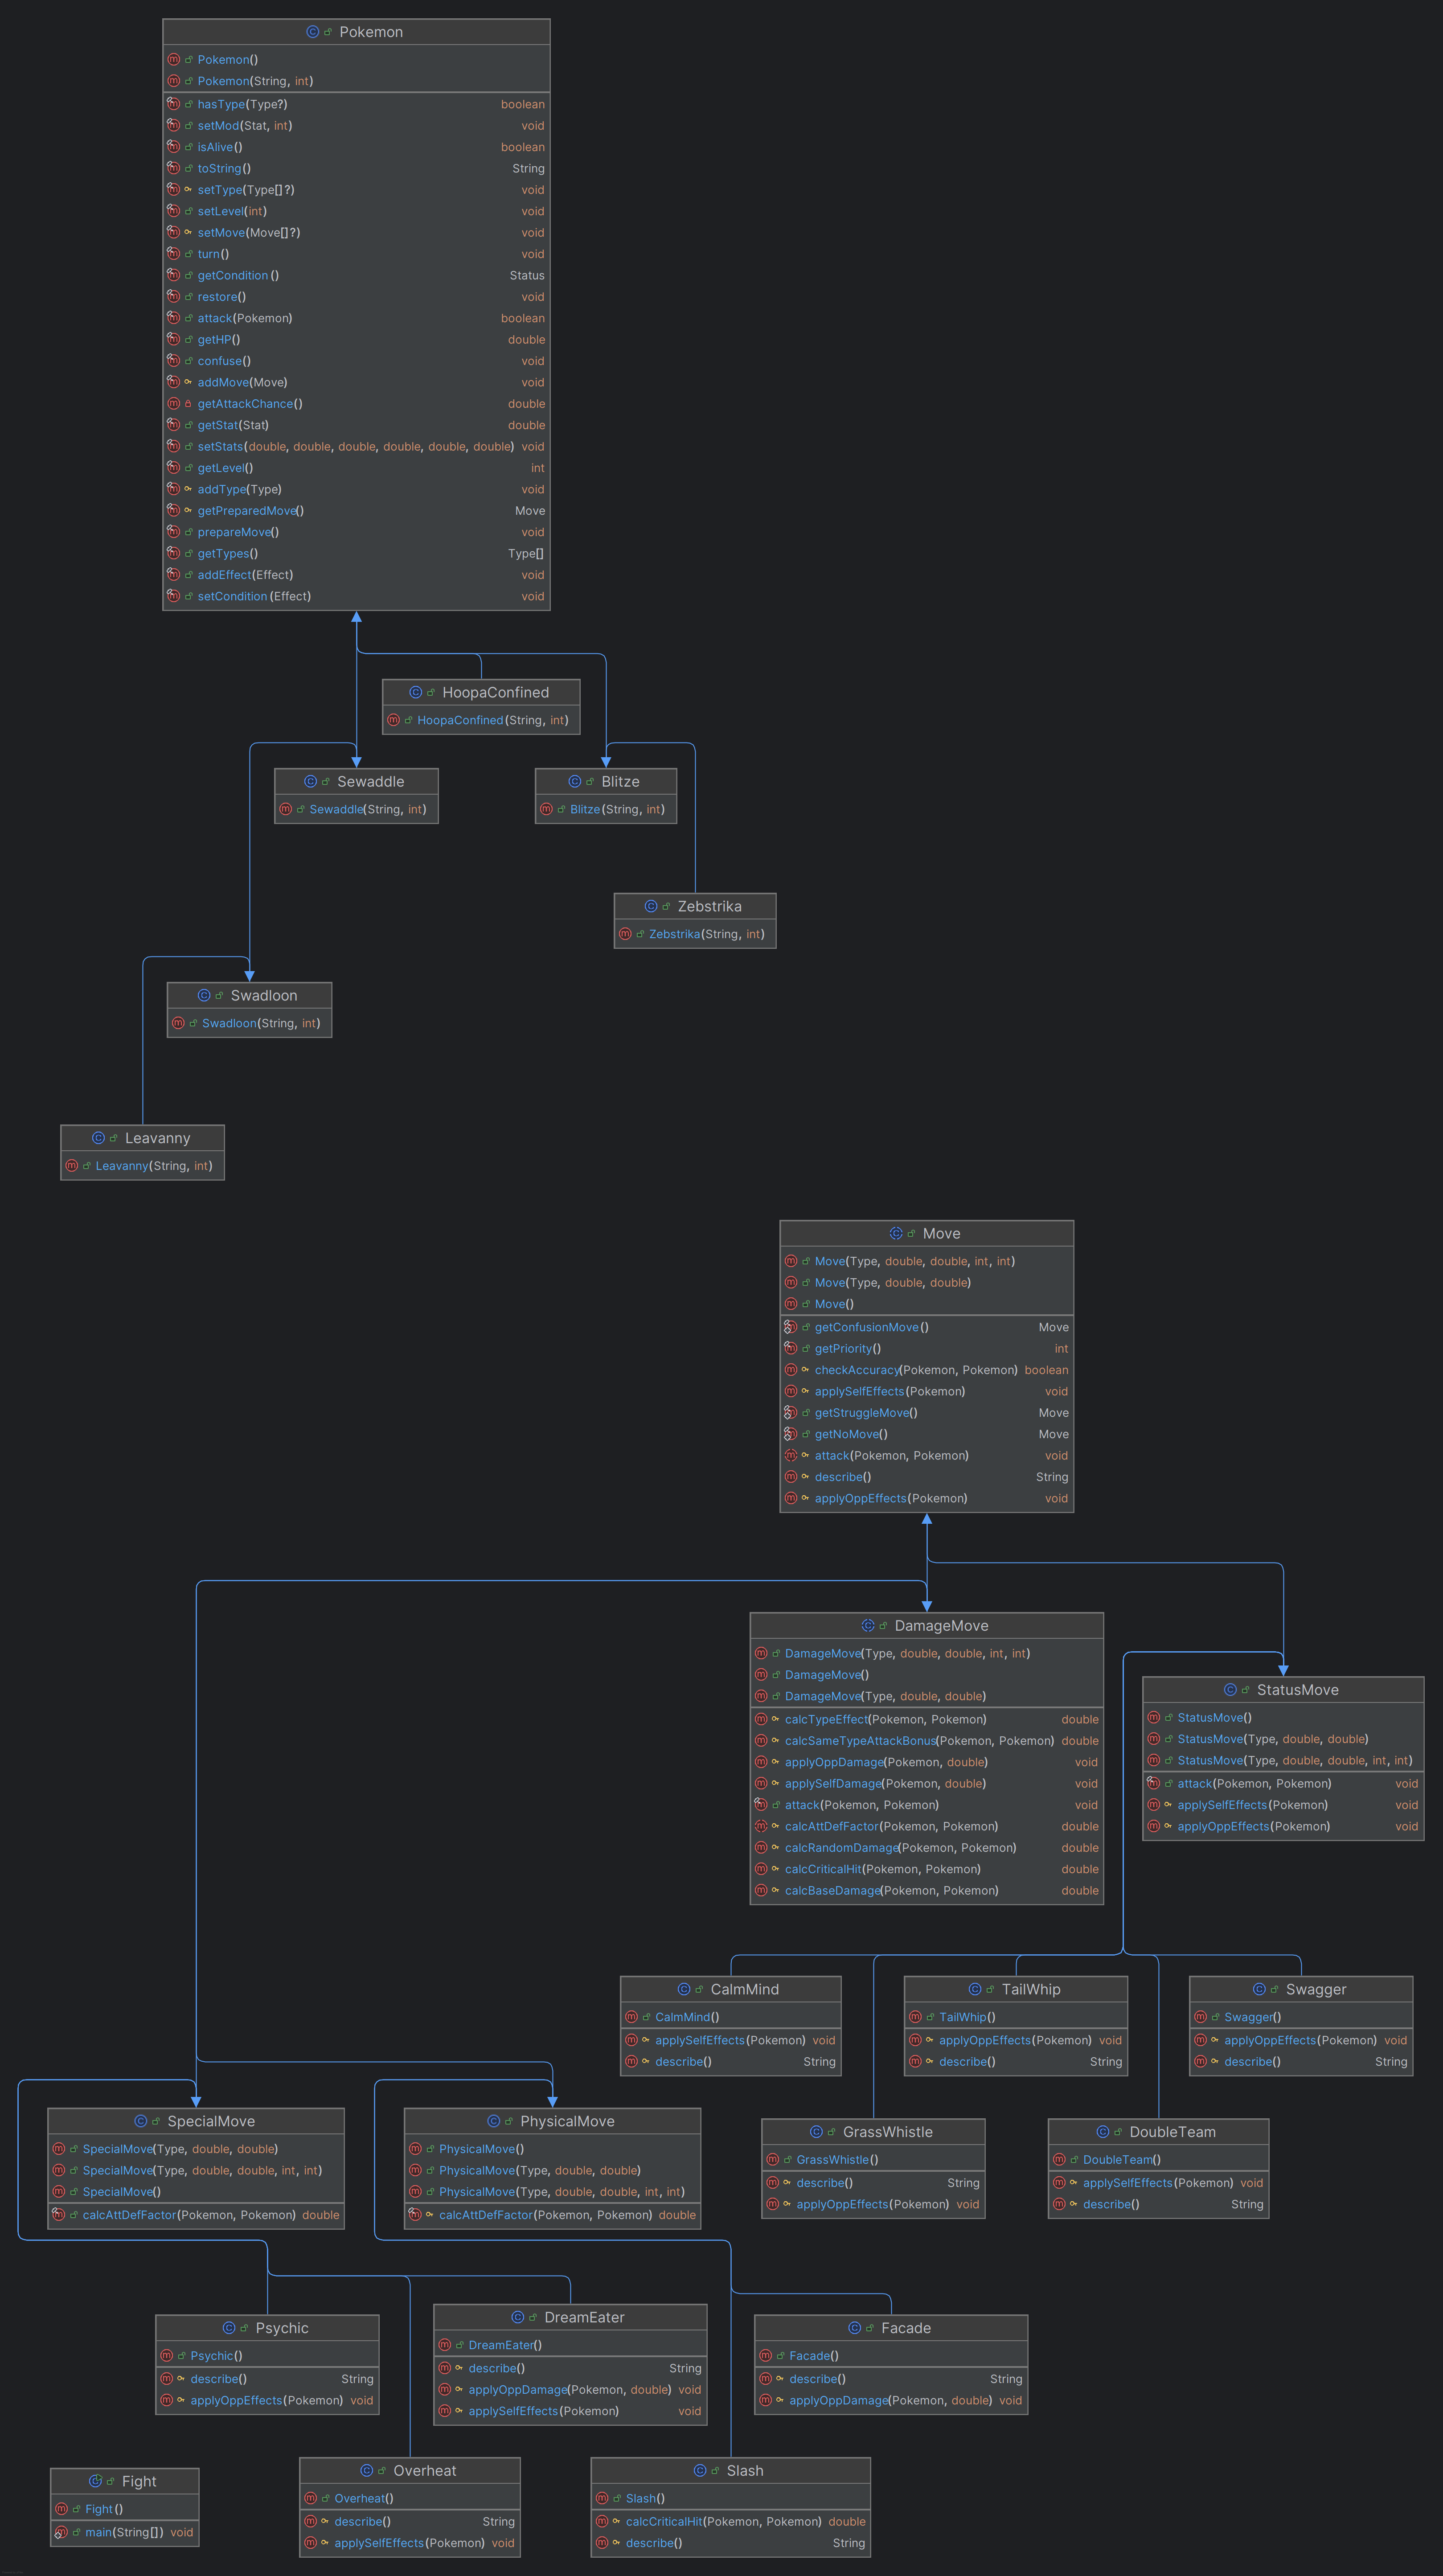 Pokemon
Pokemon()
Pokemon(String, int)
hasType(Type?) boolean
setMod(Stat, int) void
isAlive() boolean
toString() String
setType(Type[]?) void
setLevel(int) void
setMove(Move[]?) void
turn() void
getCondition() Status
restore() void
attack(Pokemon) boolean
getHP() double
confuse() void
addMove(Move) void
getAttackChance() double
getStat(Stat) double
setStats(double, double, double, double, double, double) void
getLevel() int
addType(Type) void
getPreparedMove() Move
prepareMove() void
getTypes() Type[]
addEffect(Effect) void
setCondition(Effect) void
HoopaConfined
HoopaConfined(String, int)
Sewaddle
Sewaddle(String, int)
Blitze
Blitze(String, int)
Zebstrika
Zebstrika(String, int)
Swadloon
Swadloon(String, int)
Leavanny
Leavanny(String, int)
Move
Move(Type, double, double, int, int)
Move(Type, double, double)
Move()
getConfusionMove() Move
getPriority() int
checkAccuracy(Pokemon, Pokemon) boolean
applySelfEffects(Pokemon) void
getStruggleMove() Move
getNoMove() Move
attack(Pokemon, Pokemon) void
describe() String
applyOppEffects(Pokemon) void
DamageMove
DamageMove(Type, double, double, int, int)
DamageMove()
DamageMove(Type, double, double)
calcTypeEffect(Pokemon, Pokemon) double
calcSameTypeAttackBonus(Pokemon, Pokemon) double
applyOppDamage(Pokemon, double) void
applySelfDamage(Pokemon, double) void
attack(Pokemon, Pokemon) void
calcAttDefFactor(Pokemon, Pokemon) double
calcRandomDamage(Pokemon, Pokemon) double
calcCriticalHit(Pokemon, Pokemon) double
calcBaseDamage(Pokemon, Pokemon) double
StatusMove
StatusMove()
StatusMove(Type, double, double)
StatusMove(Type, double, double, int, int)
attack(Pokemon, Pokemon) void
applySelfEffects(Pokemon) void
applyOppEffects(Pokemon) void
CalmMind
CalmMind()
applySelfEffects(Pokemon) void
describe() String
TailWhip
TailWhip()
applyOppEffects(Pokemon) void
describe() String
Swagger
Swagger()
applyOppEffects(Pokemon) void
describe() String
SpecialMove
SpecialMove(Type, double, double)
SpecialMove(Type, double, double, int, int)
SpecialMove()
calcAttDefFactor(Pokemon, Pokemon) double
PhysicalMove
PhysicalMove()
PhysicalMove(Type, double, double)
PhysicalMove(Type, double, double, int, int)
calcAttDefFactor(Pokemon, Pokemon) double
GrassWhistle
GrassWhistle()
describe() String
applyOppEffects(Pokemon) void
DoubleTeam
DoubleTeam()
applySelfEffects(Pokemon) void
describe() String
Psychic
Psychic()
describe() String
applyOppEffects(Pokemon) void
DreamEater
DreamEater()
describe() String
applyOppDamage(Pokemon, double) void
applySelfEffects(Pokemon) void
Facade
Facade()
describe() String
applyOppDamage(Pokemon, double) void
Fight
Fight()
main(String[]) void
Overheat
Overheat()
describe() String
applySelfEffects(Pokemon) void
Slash
Slash()
calcCriticalHit(Pokemon, Pokemon) double
describe() String